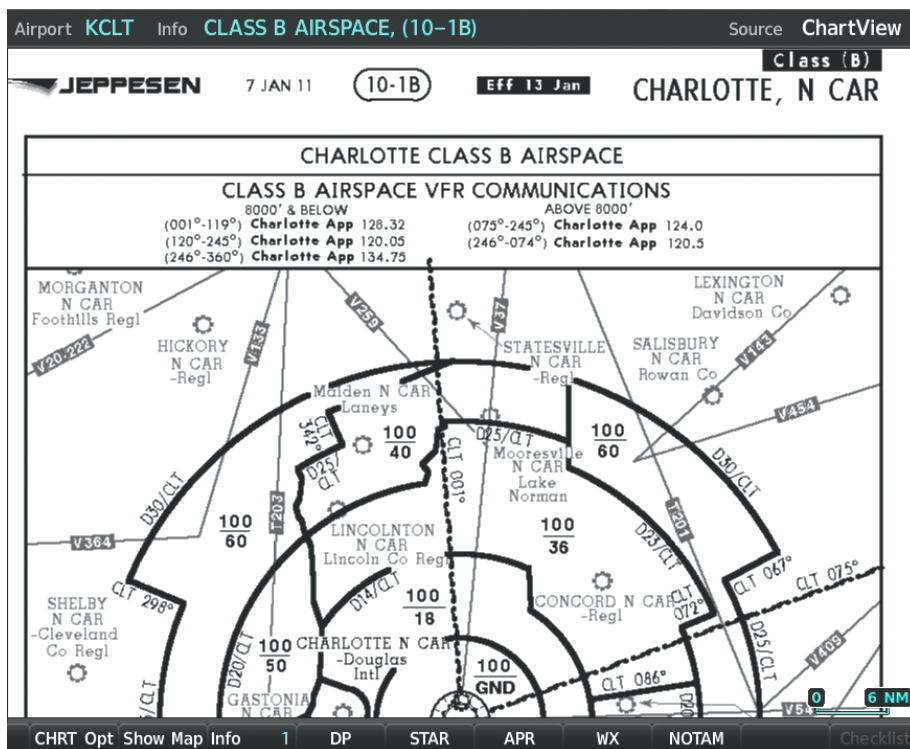 Airport KCLT Info CLASS B AIRSPACE, (10-1B) Source ChartView
Class (B)
JEPPESEN 7 JAN 11 10-1B Eff 13 Jan CHARLOTTE, N CAR
CHARLOTTE CLASS B AIRSPACE
CLASS B AIRSPACE VFR COMMUNICATIONS
8000' & BELOW ABOVE 8000'
(001°-119°) Charlotte App 128.32 (075°-245°) Charlotte App 124.0
(120°-245°) Charlotte App 120.05 (246°-074°) Charlotte App 120.5
(246°-360°) Charlotte App 134.75
MORGANTON
N CAR
Foothills Regl
LEXINGTON
N CAR
Davidson Co
V259
V37
V133
HICKORY
N CAR
-Regl
STATESVILLE
N CAR
-Regl
SALISBURY
N CAR
Rowan Co
V143
V20-222
Maiden N CAR
Laneys
V454
CLT
342°
D25/
CLT
100
40
CLT 001°
D25/CLT
Mooresville
N CAR
Lake
Norman
100
60
D30/CLT
D30/CLT
100
60
T203
V364
LINCOLNTON
N CAR
Lincoln Co Regl
100
36
T201
D23/CLT
CLT 298°
D14/CLT
100
18
CONCORD N CAR
-Regl
CLT
072°
CLT 067°
CLT 075°
SHELBY
N CAR
-Cleveland
Co Regl
D20/CLT
100
50
CHARLOTTE N CAR
-Douglas
Intl
100
GND
CLT 086°
D25/CLT
V409
GASTONIA
N CAR
/CLT
D20
V54
0 6 NM
CHRT Opt Show Map Info 1 DP STAR APR WX NOTAM Checklist